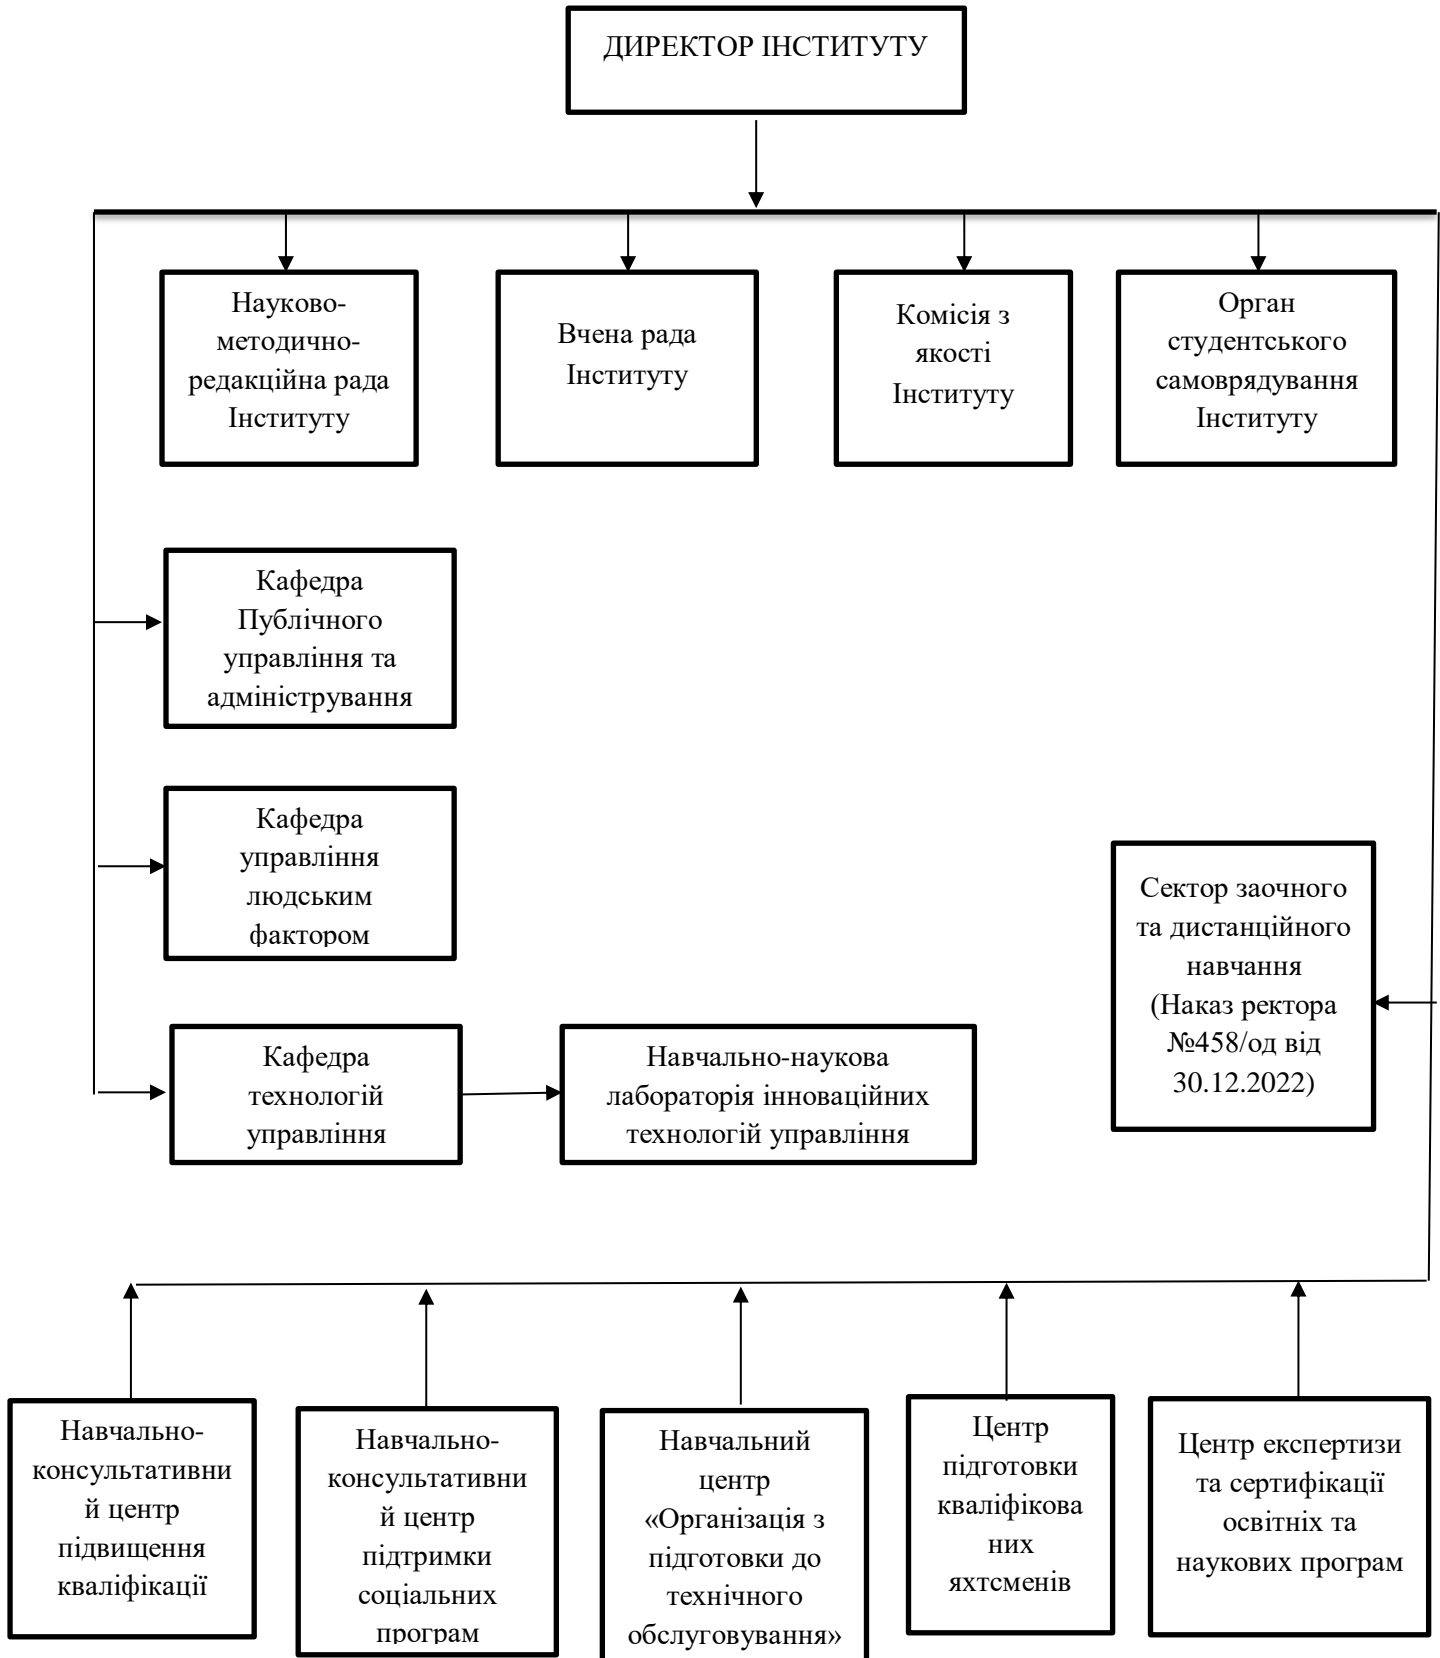 ДИРЕКТОР ІНСТИТУТУ
Науково-
методично-
редакційна рада
Інституту
Вчена рада
Інституту
Комісія з
якості
Інституту
Орган
студентського
самоврядування
Інституту
Кафедра
Публічного
управління та
адміністрування
Кафедра
управління
людським
фактором
Сектор заочного
та дистанційного
навчання
(Наказ ректора
№458/од від
30.12.2022)
Кафедра
технологій
управління
Навчально-наукова
лабораторія інноваційних
технологій управління
Навчально-
консультативни
й центр
підвищення
кваліфікації
Навчально-
консультативни
й центр
підтримки
соціальних
програм
Навчальний
центр
«Організація з
підготовки до
технічного
обслуговування»
Центр
підготовки
кваліфікова
них
яхтсменів
Центр експертизи
та сертифікації
освітніх та
наукових програм